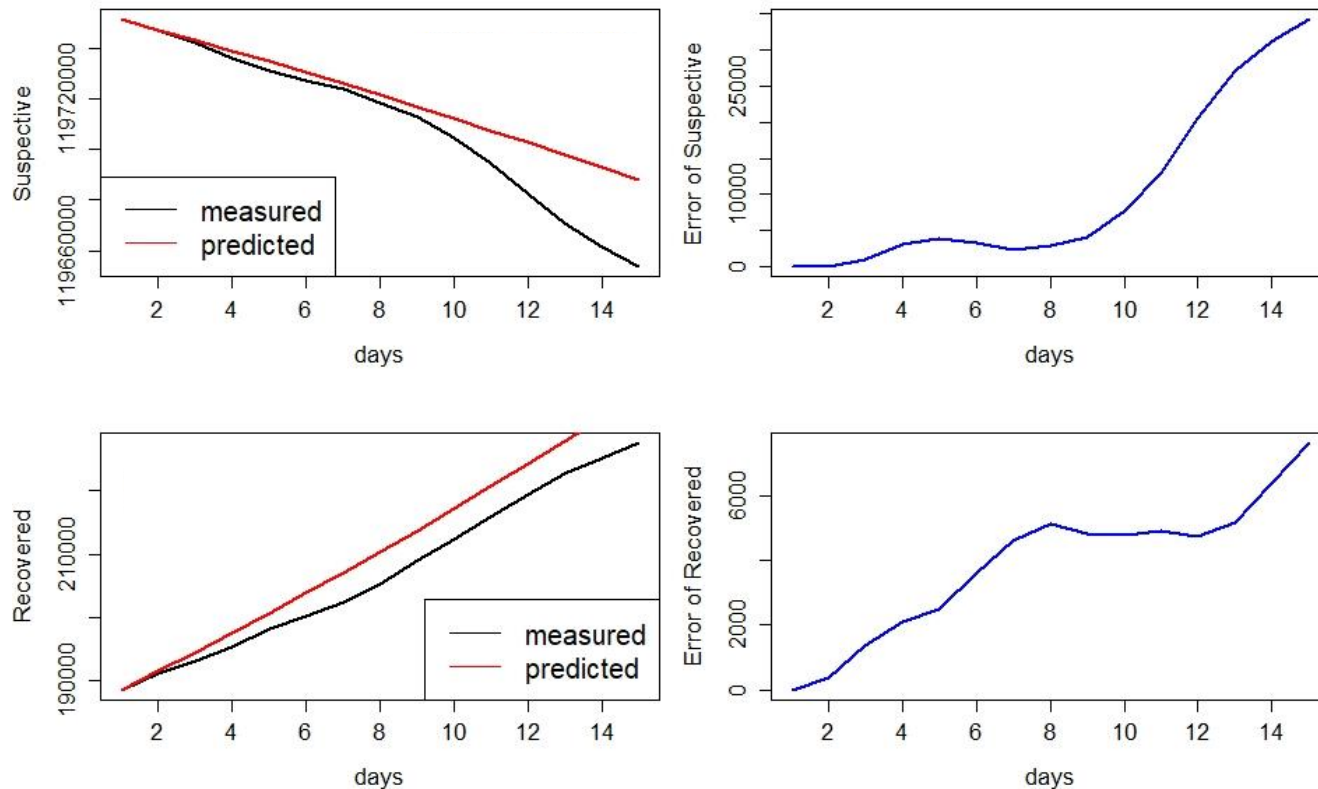 Suspective
119660000
119720000
measured
predicted
2 4 6 8 10 12 14
days
Error of Suspective
0
10000
25000
2 4 6 8 10 12 14
days
Recovered
190000
210000
measured
predicted
2 4 6 8 10 12 14
days
Error of Recovered
0
2000
6000
2 4 6 8 10 12 14
days